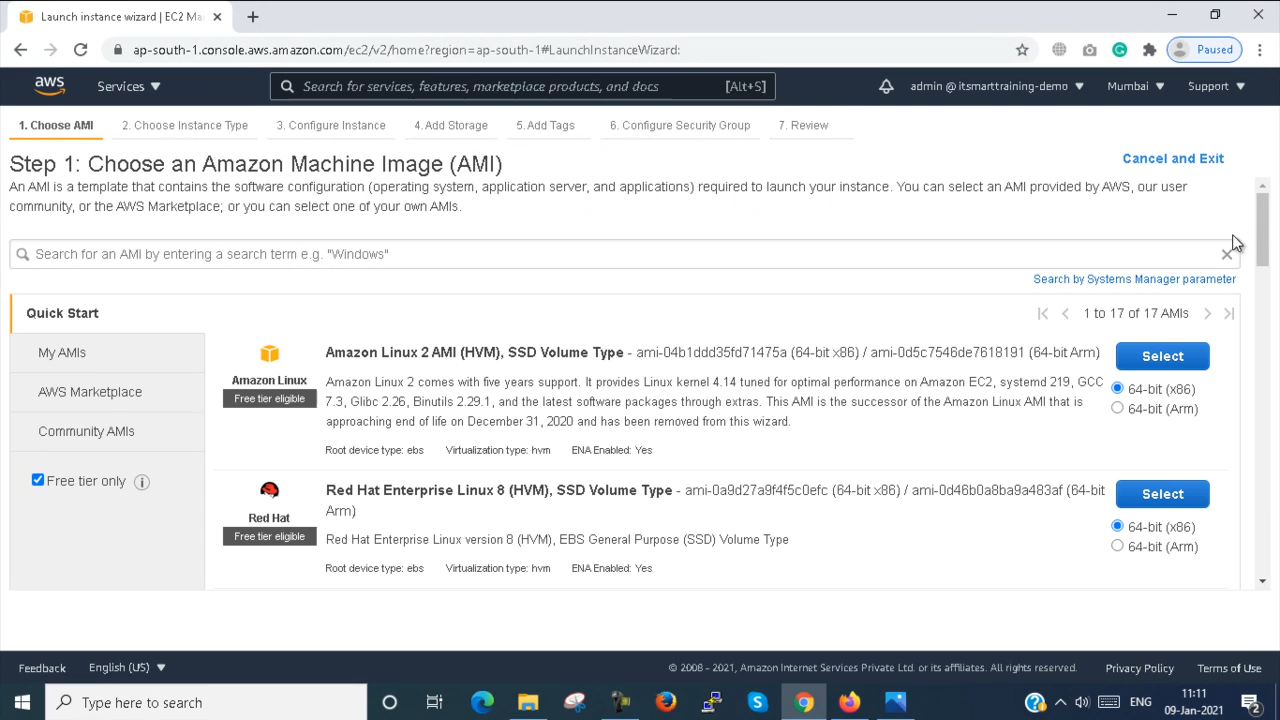 Launch instance wizard | EC2 Ma
ap-south-1.console.aws.amazon.com/ec2/v2/home?region=ap-south-1#LaunchInstanceWizard:
Paused
aws
Services
Search for services, features, marketplace products, and docs
[Alt+S]
admin @ itsmarttraining-demo
Mumbai
Support
1. Choose AMI
2. Choose Instance Type
3. Configure Instance
4. Add Storage
5. Add Tags
6. Configure Security Group
7. Review
Step 1: Choose an Amazon Machine Image (AMI)
Cancel and Exit
An AMI is a template that contains the software configuration (operating system, application server, and applications) required to launch your instance. You can select an AMI provided by AWS, our user
community, or the AWS Marketplace; or you can select one of your own AMIs.
Search for an AMI by entering a search term e.g. "Windows"
Search by Systems Manager parameter
Quick Start
1 to 17 of 17 AMIs
My AMIs
AWS Marketplace
Community AMIs
Free tier only
Amazon Linux
Free tier eligible
Amazon Linux 2 AMI (HVM), SSD Volume Type - ami-04b1ddd35fd71475a (64-bit x86) / ami-0d5c7546de7618191 (64-bit Arm)
Amazon Linux 2 comes with five years support. It provides Linux kernel 4.14 tuned for optimal performance on Amazon EC2, systemd 219, GCC
7.3, Glibc 2.26, Binutils 2.29.1, and the latest software packages through extras. This AMI is the successor of the Amazon Linux AMI that is
approaching end of life on December 31, 2020 and has been removed from this wizard.
Root device type: ebs
Virtualization type: hvm
ENA Enabled: Yes
Select
64-bit (x86)
64-bit (Arm)
Red Hat
Free tier eligible
Red Hat Enterprise Linux 8 (HVM), SSD Volume Type - ami-0a9d27a9f4f5c0efc (64-bit x86) / ami-0d46b0a8ba9a483af (64-bit
Arm)
Red Hat Enterprise Linux version 8 (HVM), EBS General Purpose (SSD) Volume Type
Root device type: ebs
Virtualization type: hvm
ENA Enabled: Yes
Select
64-bit (x86)
64-bit (Arm)
Feedback
English (US)
© 2008 - 2021, Amazon Internet Services Private Ltd. or its affiliates. All rights reserved.
Privacy Policy
Terms of Use
Type here to search
ENG
11:11
09-Jan-2021
2